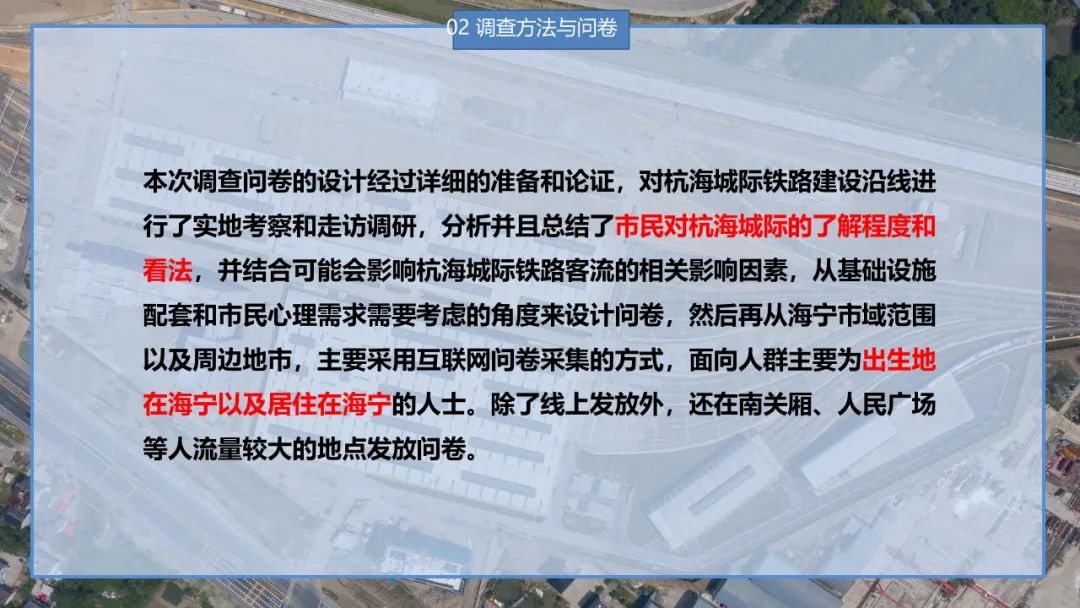 02 调查方法与问卷
本次调查问卷的设计经过详细的准备和论证，对杭海城际铁路建设沿线进
行了实地考察和走访调研，分析并且总结了市民对杭海城际的了解程度和
看法，并结合可能会影响杭海城际铁路客流的相关影响因素，从基础设施
配套和市民心理需求需要考虑的角度来设计问卷，然后再从海宁市域范围
以及周边地市，主要采用互联网问卷采集的方式，面向人群主要为出生地
在海宁以及居住在海宁的人士。除了线上发放外，还在南关厢、人民广场
等人流量较大的地点发放问卷。